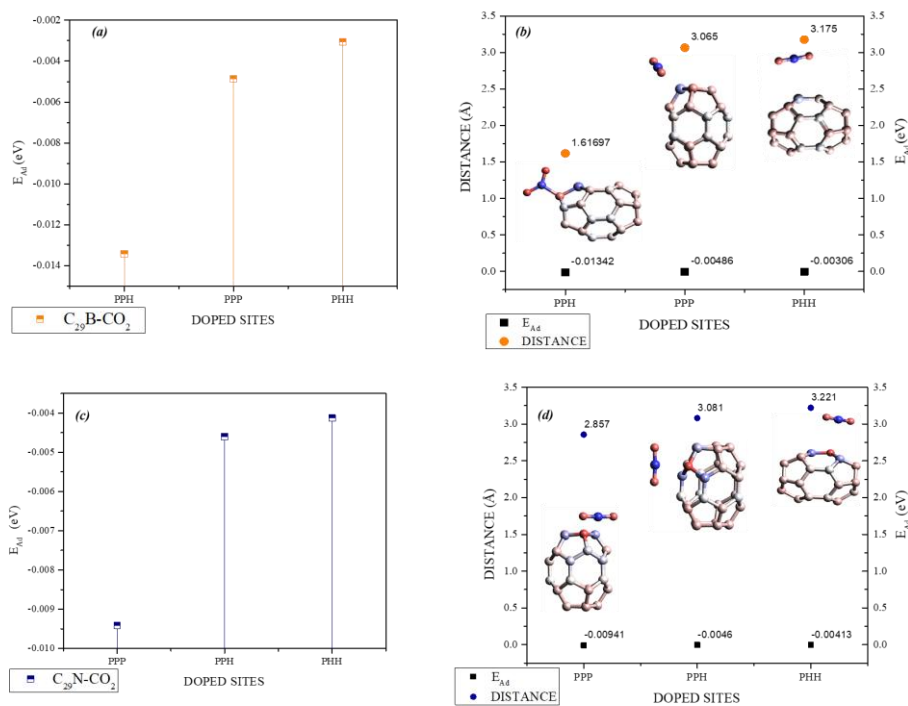 (a)
-0.002
-0.004
-0.006
-0.008
-0.010
-0.012
-0.014
E_Ad (eV)
PPH PPP PHH
DOPED SITES
C₂₉B-CO₂
(b)
3.5
3.0
2.5
2.0
1.5
1.0
0.5
0.0
DISTANCE (Å)
1.61697
3.065
3.175
-0.01342
-0.00486
-0.00306
3.5
3.0
2.5
2.0
1.5
1.0
0.5
0.0
E_Ad (eV)
PPH PPP PHH
DOPED SITES
E_Ad
DISTANCE
(c)
-0.004
-0.005
-0.006
-0.007
-0.008
-0.009
-0.010
E_Ad (eV)
PPP PPH PHH
DOPED SITES
C₂₉N-CO₂
(d)
3.5
3.0
2.5
2.0
1.5
1.0
0.5
0.0
DISTANCE (Å)
2.857
3.081
3.221
-0.00941
-0.0046
-0.00413
3.5
3.0
2.5
2.0
1.5
1.0
0.5
0.0
E_Ad (eV)
PPP PPH PHH
DOPED SITES
E_Ad
DISTANCE